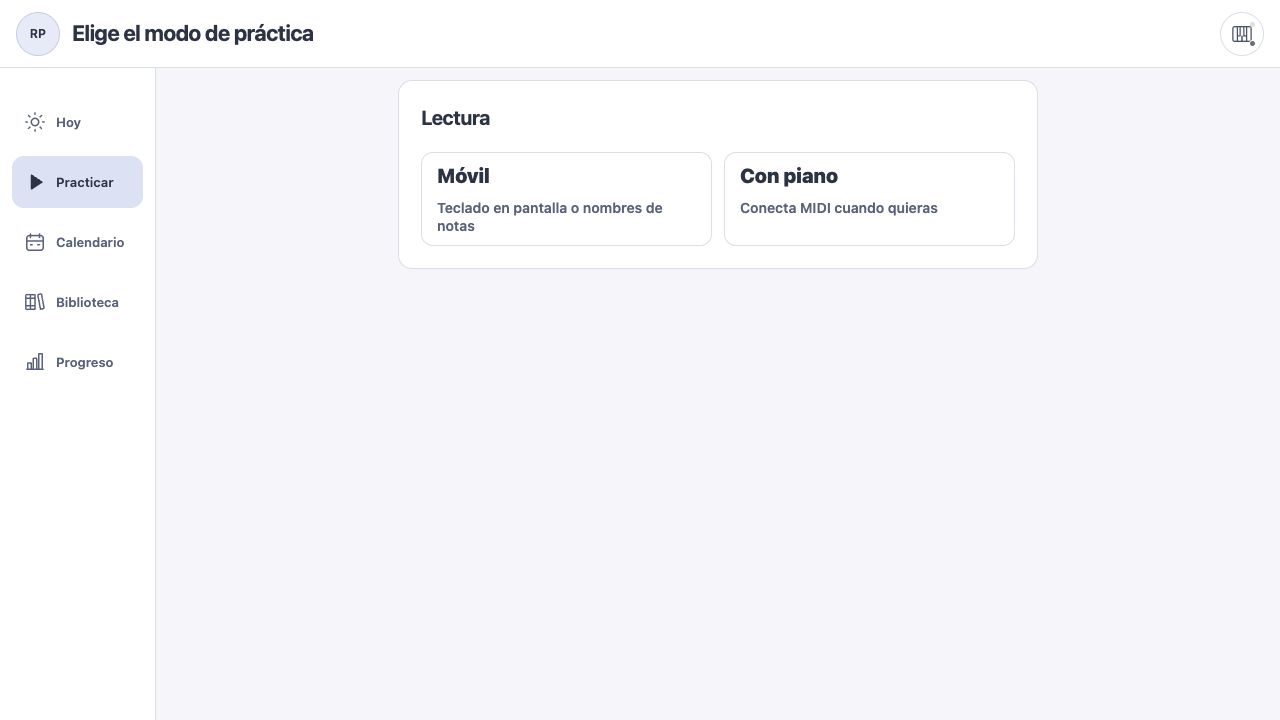 RP
Elige el modo de práctica
Hoy
Practicar
Calendario
Biblioteca
Progreso
Lectura
Móvil
Teclado en pantalla o nombres de
notas
Con piano
Conecta MIDI cuando quieras